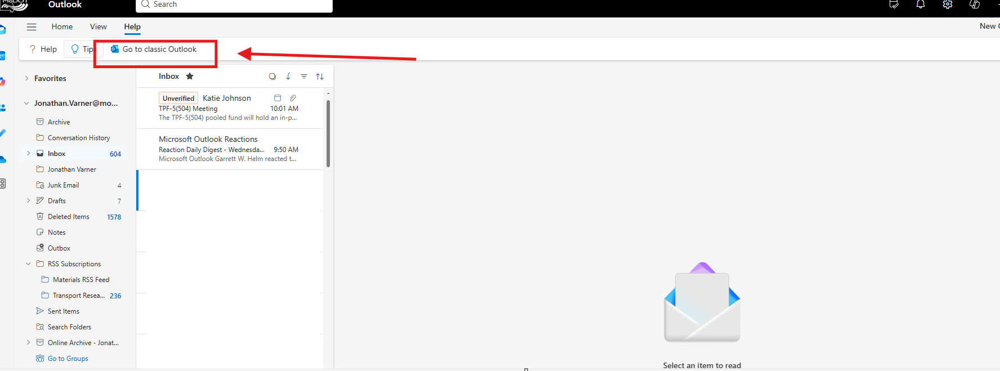 MoDOT
Outlook
Search
Home
View
Help
New
Help
Tips
Go to classic Outlook
Favorites
Jonathan.Varner@mo...
Archive
Conversation History
Inbox 604
Jonathan Varner
Junk Email 4
Drafts 7
Deleted Items 1578
Notes
Outbox
RSS Subscriptions
Materials RSS Feed
Transport Resea... 236
Sent Items
Search Folders
Online Archive - Jonat...
Go to Groups
Inbox
Unverified Katie Johnson
TPF-5(504) Meeting 10:01 AM
The TPF-5(504) pooled fund will hold an in-p...
Microsoft Outlook Reactions
Reaction Daily Digest - Wednesda... 9:50 AM
Microsoft Outlook Garrett W. Helm reacted t...
Select an item to read